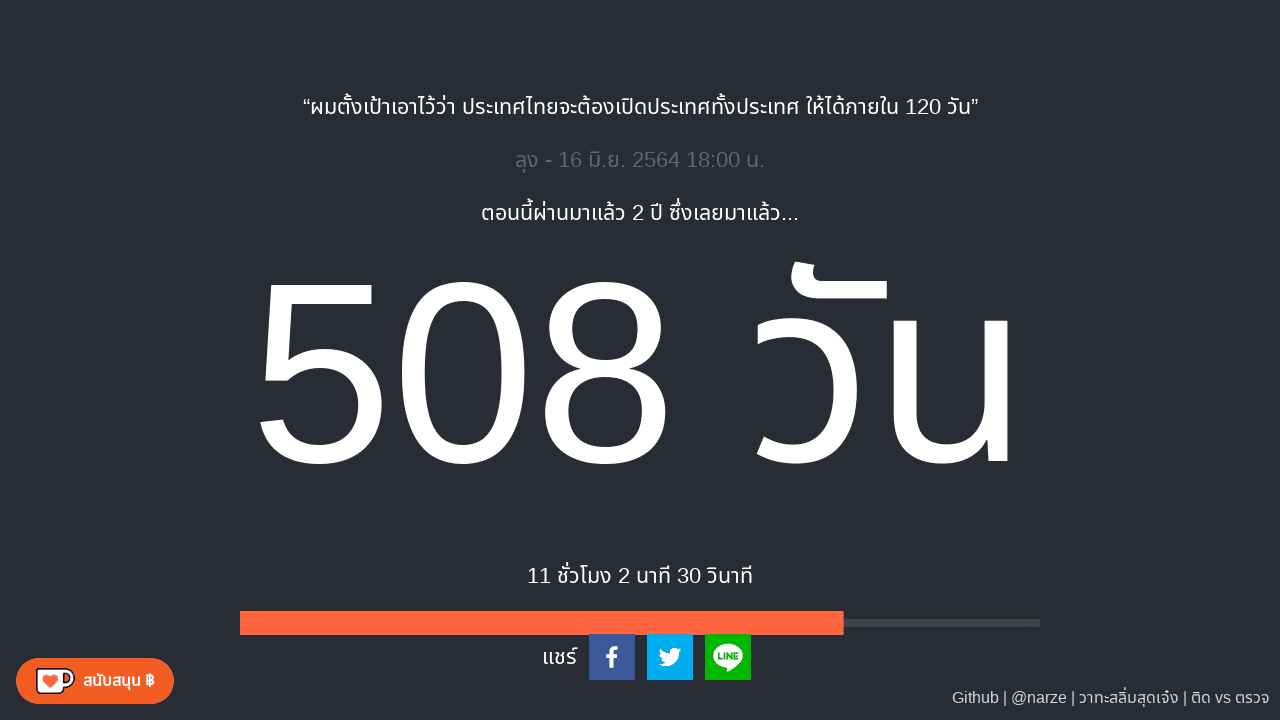 “ผมตั้งเป้าเอาไว้ว่า ประเทศไทยจะต้องเปิดประเทศทั้งประเทศ ให้ได้ภายใน 120 วัน”
ลุง - 16 มิ.ย. 2564 18:00 น.
ตอนนี้ผ่านมาแล้ว 2 ปี ซึ่งเลยมาแล้ว...
508 วัน
11 ชั่วโมง 2 นาที 30 วินาที
แชร์
LINE
สนับสนุน ฿
Github | @narze | วาทะสลิ่มสุดเจ๋ง | ติด vs ตรวจ